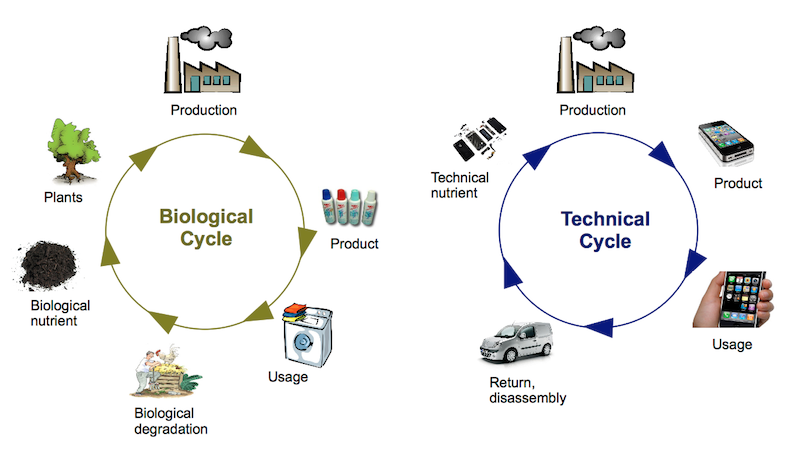 Production
Plants
Biological
Cycle
Product
Biological
nutrient
Usage
Biological
degradation
Production
Technical
nutrient
Product
Technical
Cycle
Usage
Return,
disassembly